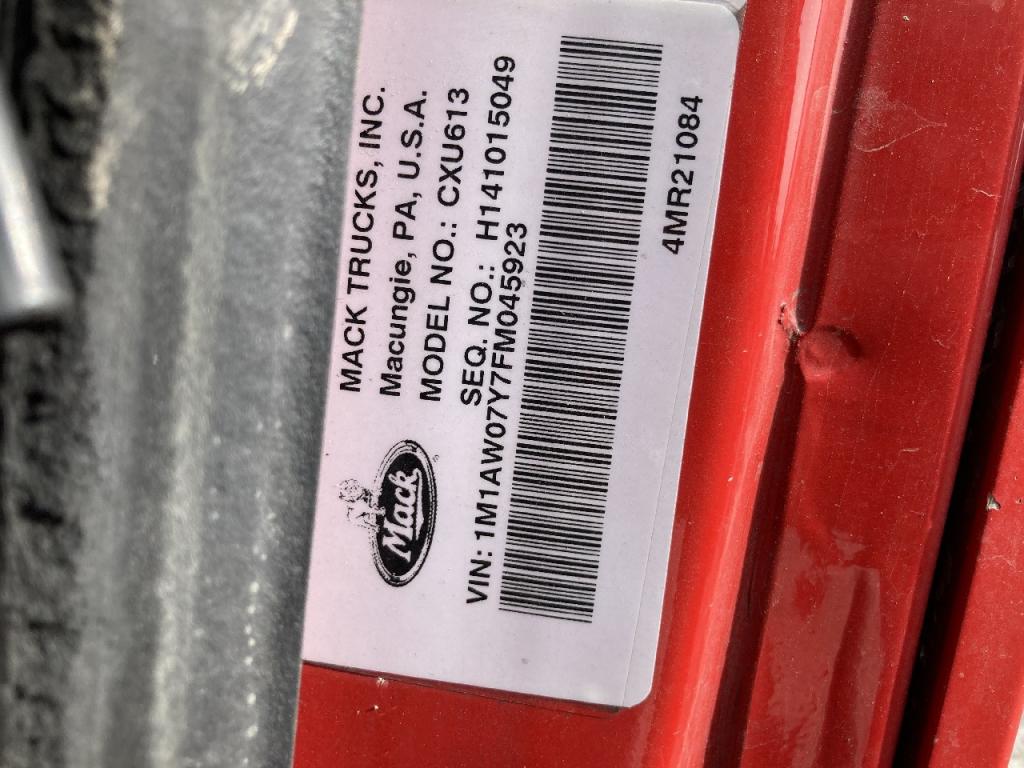 MACK TRUCKS, INC.
Macungie, PA, U.S.A.
MODEL NO.: CXU613
SEQ. NO.: H141015049
Mack
VIN: 1M1AW07Y7FM045923
4MR21084